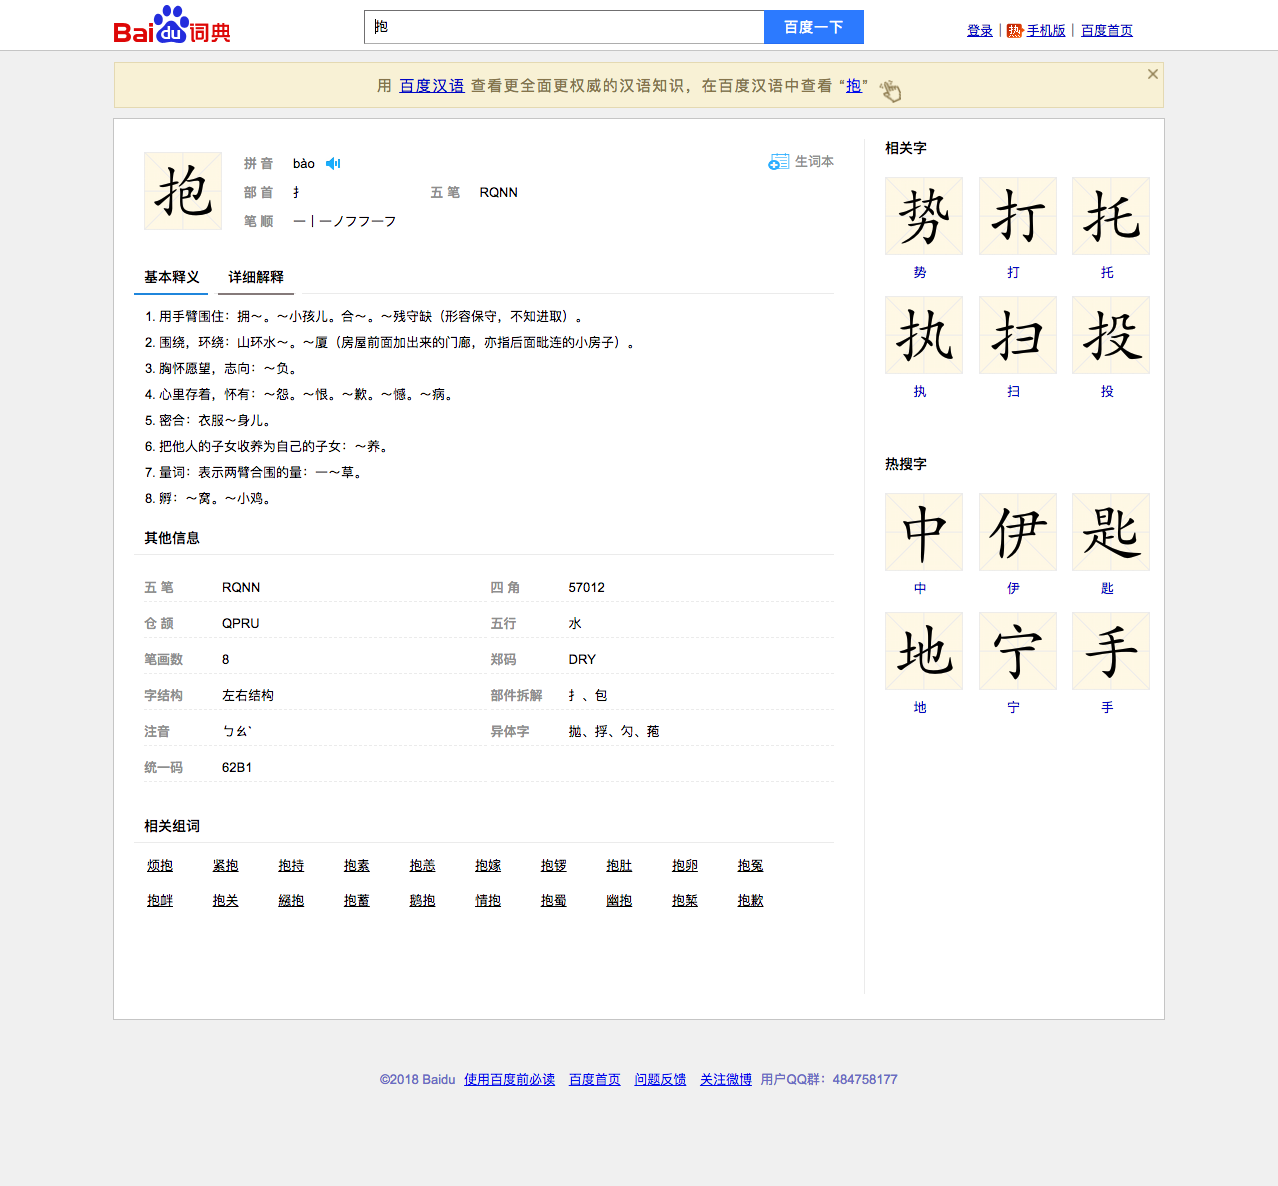 Baidu词典
抱
百度一下
登录 | 热 手机版 | 百度首页
用 百度汉语 查看更全面更权威的汉语知识，在百度汉语中查看 “抱”
抱
拼 音 bào
生词本
部 首 扌 五 笔 RQNN
笔 顺 一丨一ノフフ一フ
基本释义 详细解释
1. 用手臂围住：拥～。～小孩儿。合～。～残守缺（形容保守，不知进取）。
2. 围绕，环绕：山环水～。～厦（房屋前面加出来的门廊，亦指后面毗连的小房子）。
3. 胸怀愿望，志向：～负。
4. 心里存着，怀有：～怨。～恨。～歉。～憾。～病。
5. 密合：衣服～身儿。
6. 把他人的子女收养为自己的子女：～养。
7. 量词：表示两臂合围的量：一～草。
8. 孵：～窝。～小鸡。
其他信息
五 笔 RQNN 四 角 57012
仓 颉 QPRU 五行 水
笔画数 8 郑码 DRY
字结构 左右结构 部件拆解 扌、包
注音 ㄅㄠˋ 异体字 抛、捊、勽、菢
统一码 62B1
相关组词
烦抱 紧抱 抱持 抱素 抱恙 抱嫁 抱锣 抱肚 抱卵 抱冤
抱衅 抱关 繈抱 抱蓄 鹅抱 情抱 抱蜀 幽抱 抱椠 抱歉
相关字
势 打 托
势 打 托
执 扫 投
执 扫 投
热搜字
中 伊 匙
中 伊 匙
地 宁 手
地 宁 手
©2018 Baidu 使用百度前必读 百度首页 问题反馈 关注微博 用户QQ群：484758177